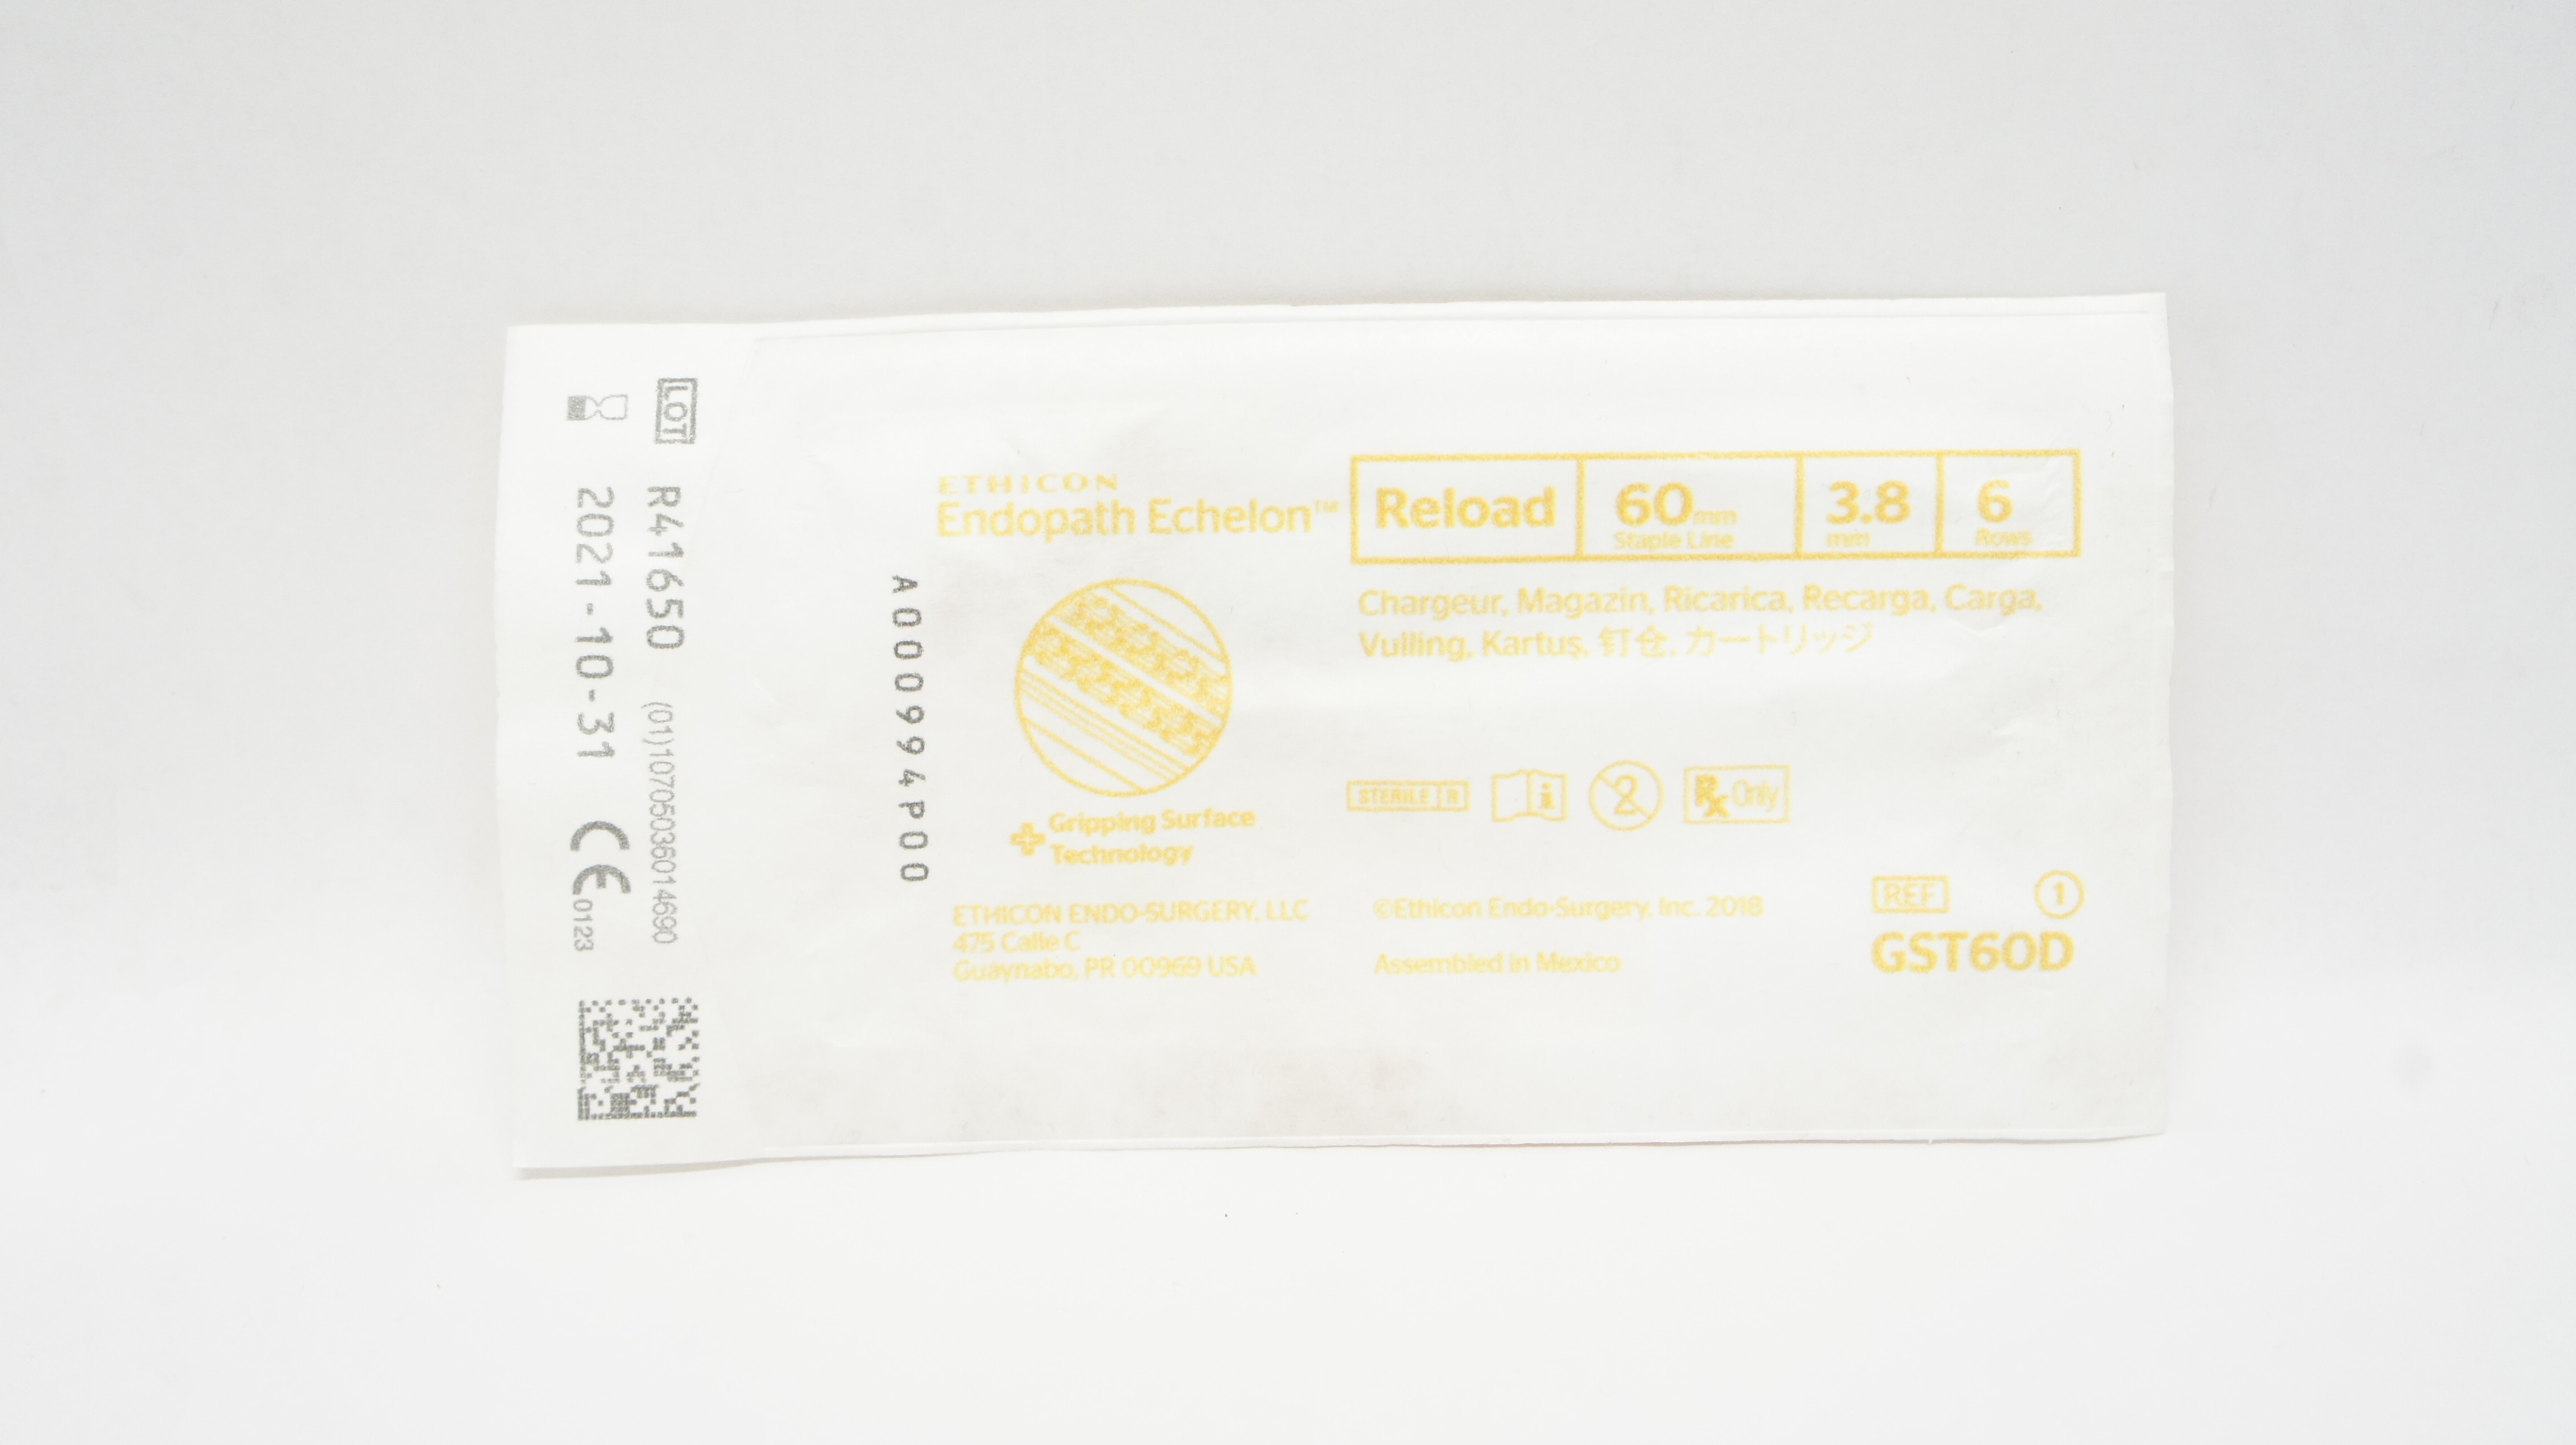 LOT R41650 (01)10705036014690
2021-10-31 CE 0123
A000994P00
ETHICON
Endopath Echelon™
Reload
60mm
Staple Line
3.8
mm
6
Rows
Chargeur, Magazin, Ricarica, Recarga, Carga,
Vulling, Kartuş, 钉仓, カートリッジ
Gripping Surface
Technology
STERILE R
2
Rx Only
ETHICON ENDO-SURGERY, LLC
475 Calle C
Guaynabo, PR 00969 USA
©Ethicon Endo-Surgery, Inc. 2018
Assembled in Mexico
REF 1
GST60D